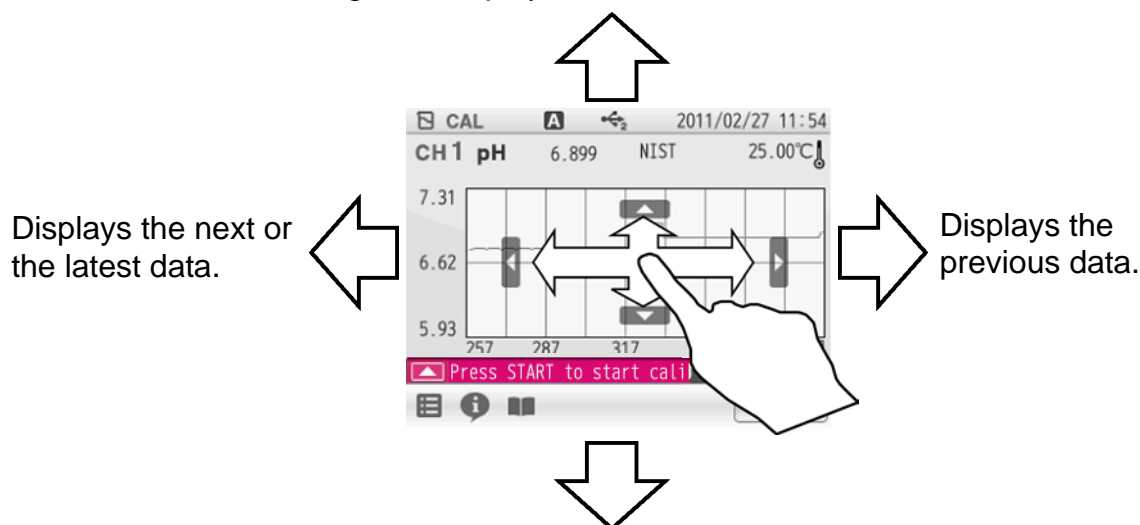 CAL A 2 2011/02/27 11:54
CH1 pH 6.899 NIST 25.00℃
7.31
Displays the next or
the latest data.
Displays the
previous data.
6.62
5.93
257 287 317
Press START to start cali